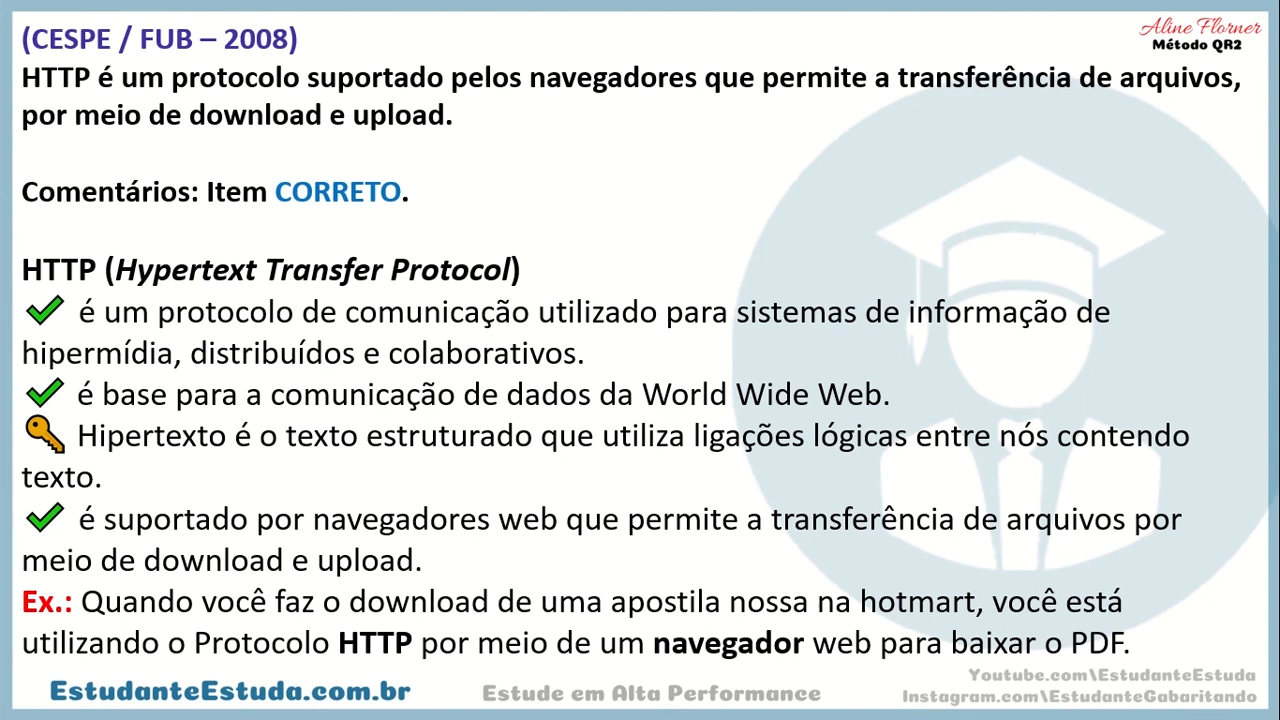 (CESPE / FUB – 2008)
Aline Florner
Método QR2
HTTP é um protocolo suportado pelos navegadores que permite a transferência de arquivos,
por meio de download e upload.
Comentários: Item CORRETO.
HTTP (Hypertext Transfer Protocol)
é um protocolo de comunicação utilizado para sistemas de informação de
hipermídia, distribuídos e colaborativos.
é base para a comunicação de dados da World Wide Web.
Hipertexto é o texto estruturado que utiliza ligações lógicas entre nós contendo
texto.
é suportado por navegadores web que permite a transferência de arquivos por
meio de download e upload.
Ex.: Quando você faz o download de uma apostila nossa na hotmart, você está
utilizando o Protocolo HTTP por meio de um navegador web para baixar o PDF.
EstudanteEstuda.com.br
Estude em Alta Performance
Youtube.com\EstudanteEstuda
Instagram.com\EstudanteGabaritando